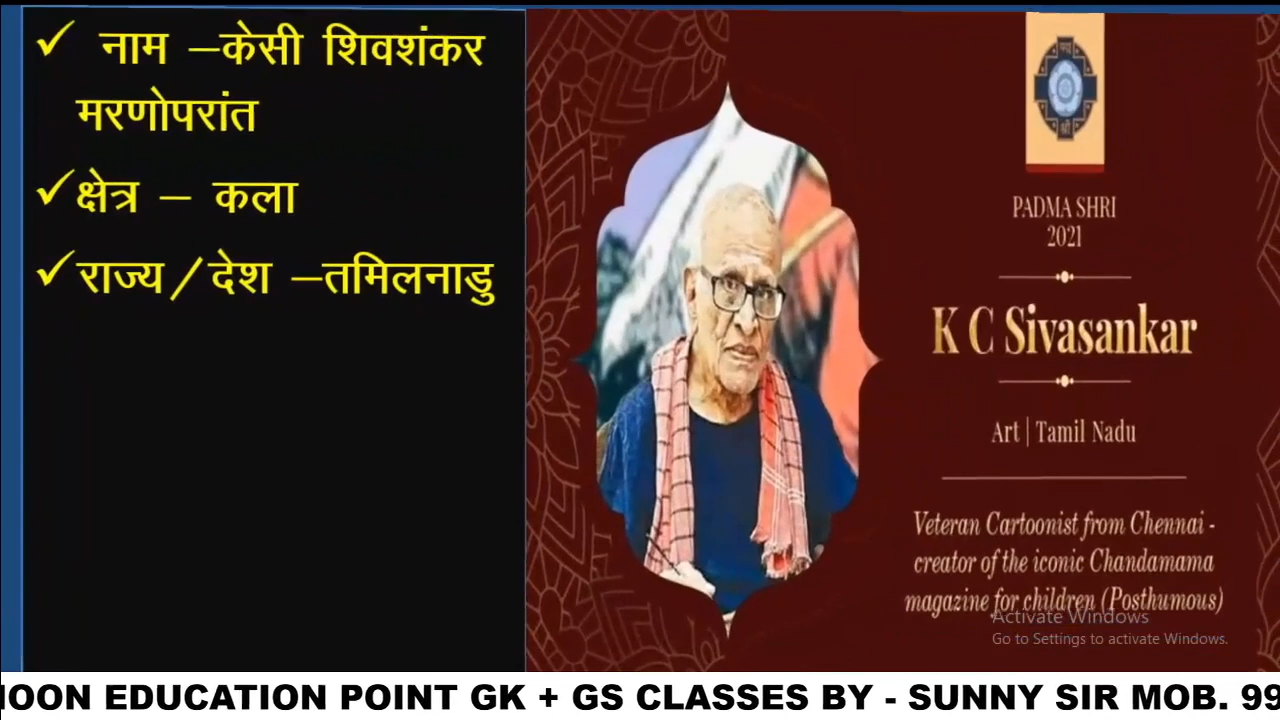 ✓ नाम –केसी शिवशंकर
मरणोपरांत
✓क्षेत्र – कला
✓राज्य/देश –तमिलनाडु
PADMA SHRI
2021
K C Sivasankar
Art | Tamil Nadu
Veteran Cartoonist from Chennai -
creator of the iconic Chandamama
magazine for children (Posthumous)
Activate Windows
Go to Settings to activate Windows.
OON EDUCATION POINT GK + GS CLASSES BY - SUNNY SIR MOB. 99